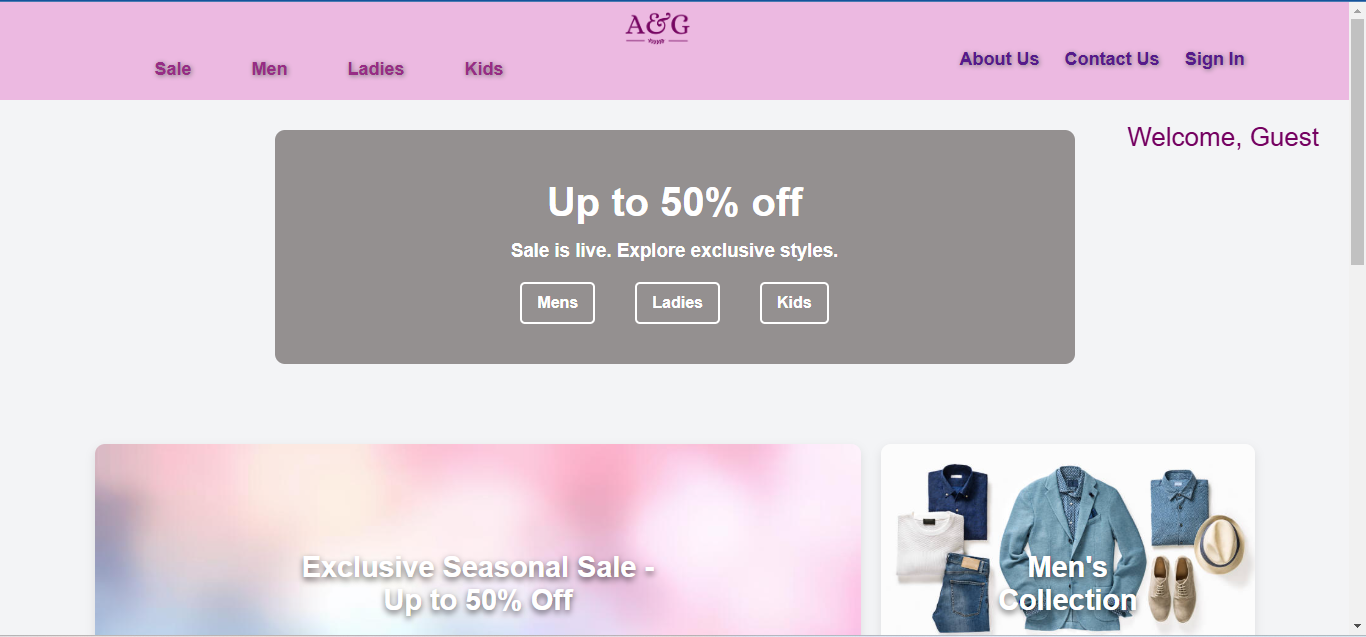 A&G
Sale
Men
Ladies
Kids
About Us
Contact Us
Sign In
Welcome, Guest
Up to 50% off
Sale is live. Explore exclusive styles.
Mens
Ladies
Kids
Exclusive Seasonal Sale -
Up to 50% Off
Men's
Collection